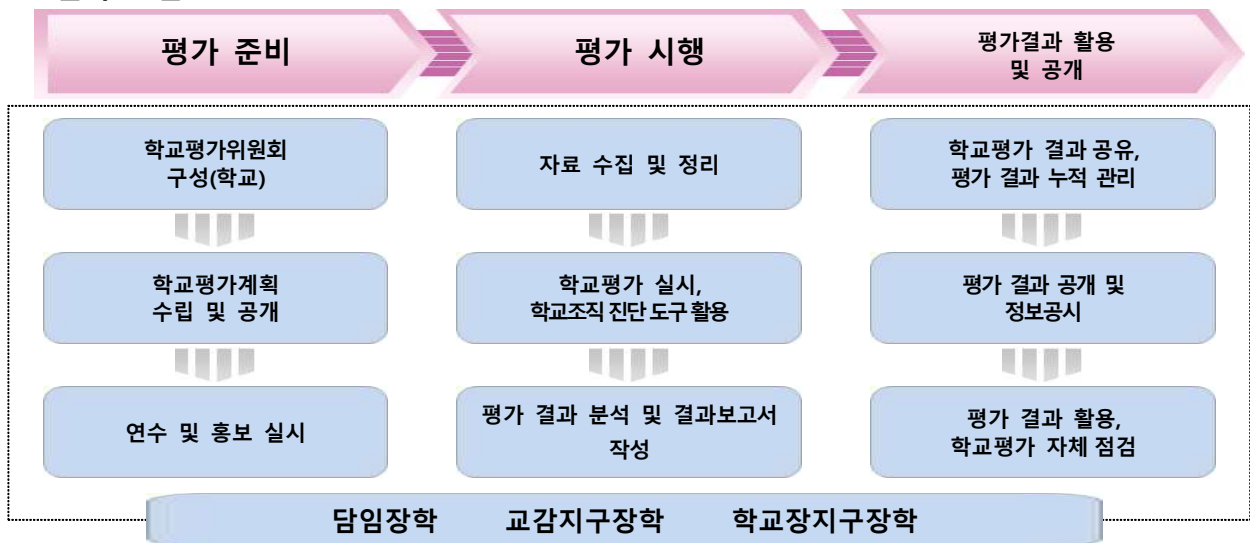 평가 준비
평가 시행
평가결과 활용
및 공개
학교평가위원회
구성(학교)
학교평가계획
수립 및 공개
연수 및 홍보 실시
자료 수집 및 정리
학교평가 실시,
학교조직 진단 도구 활용
평가 결과 분석 및 결과보고서
작성
학교평가 결과 공유,
평가 결과 누적 관리
평가 결과 공개 및
정보공시
평가 결과 활용,
학교평가 자체 점검
담임장학 교감지구장학 학교장지구장학